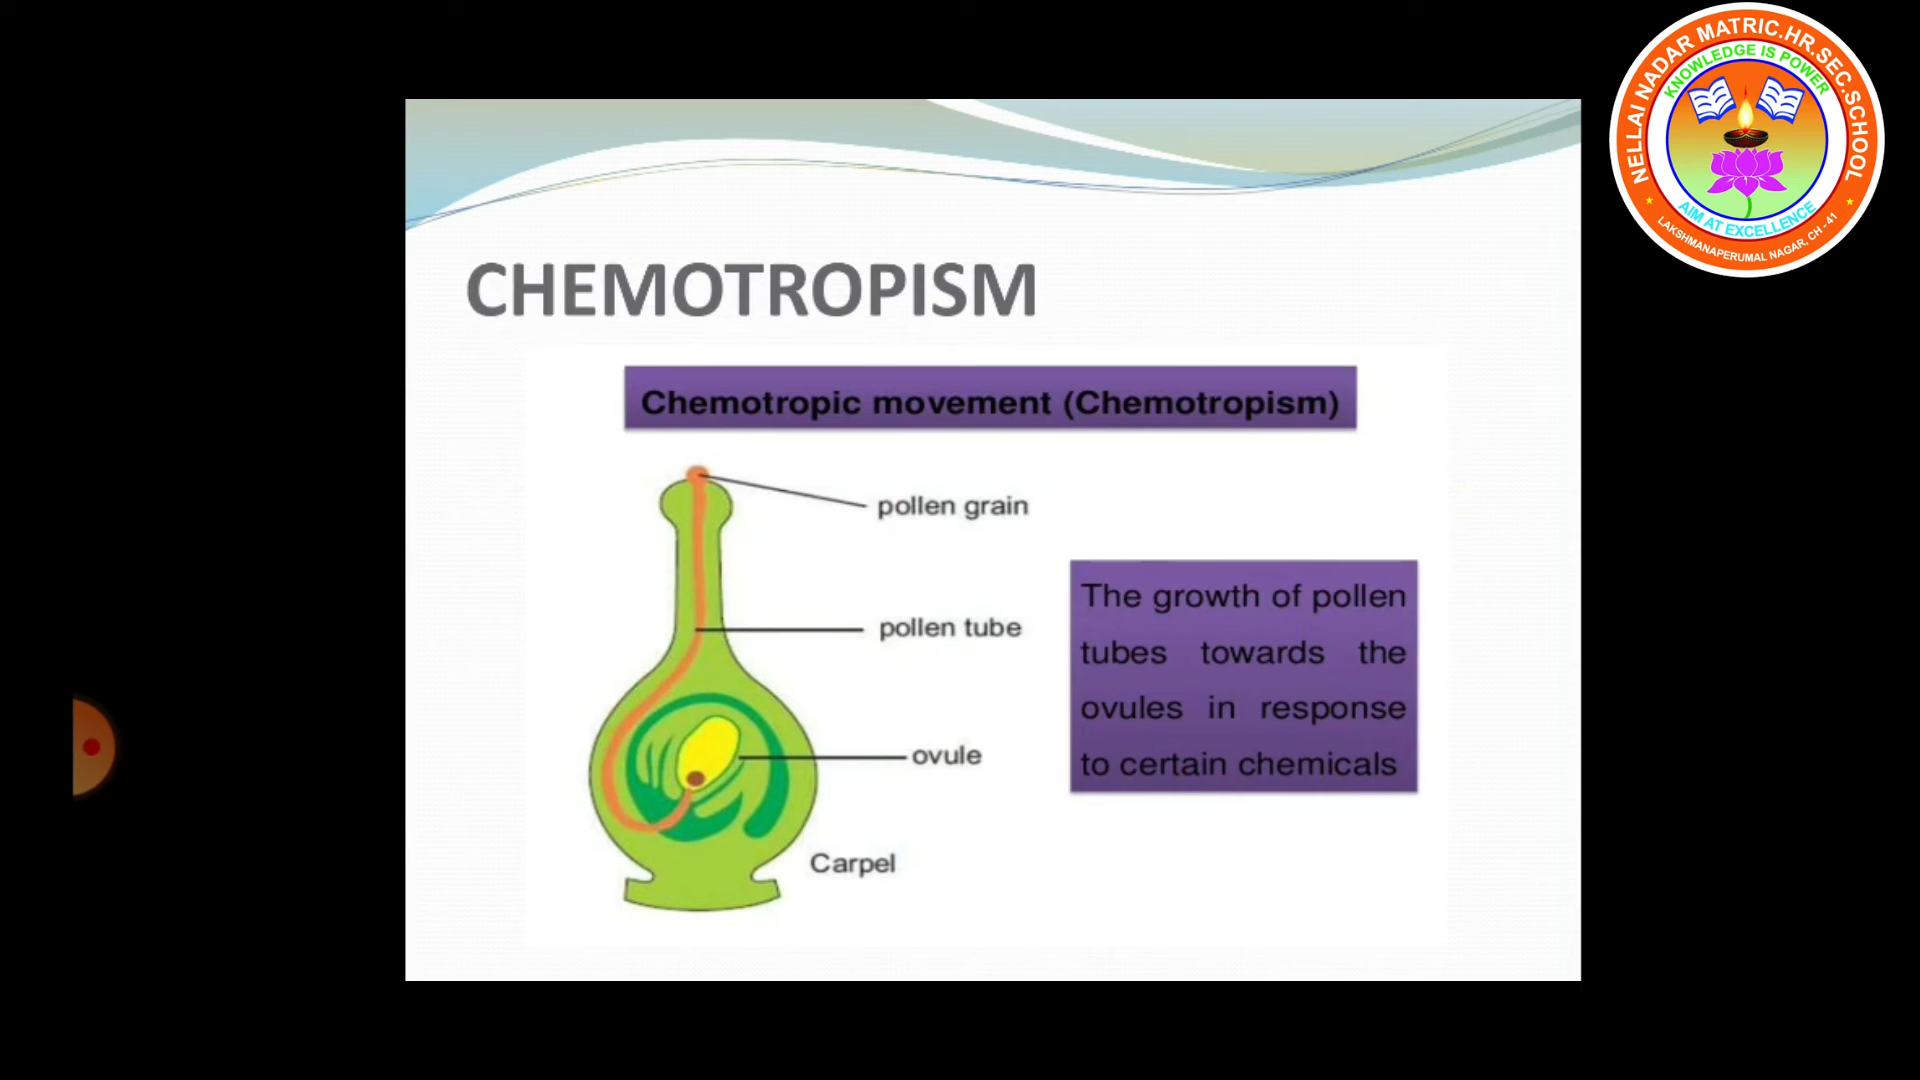 NELLAI NADAR MATRIC.HR.SEC.SCHOOL
KNOWLEDGE IS POWER
AIM AT EXCELLENCE
LAKSHMANAPERUMAL NAGAR, CH - 41
CHEMOTROPISM
Chemotropic movement (Chemotropism)
pollen grain
pollen tube
ovule
Carpel
The growth of pollen
tubes towards the
ovules in response
to certain chemicals